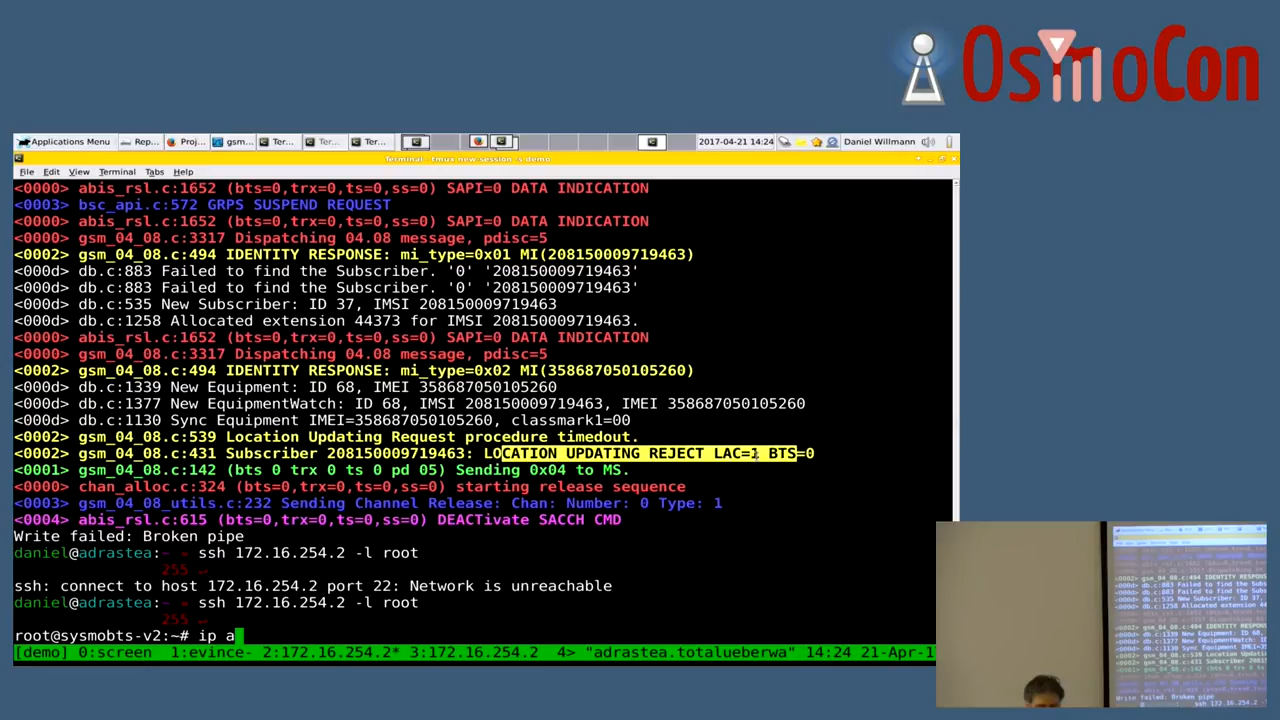 OsmoCon
Applications Menu Rep... Proj... gsm... Ter... Ter... Ter... 2017-04-21 14:24 Daniel Willmann
Terminal - tmux new-session -s demo
File Edit View Terminal Tabs Help
<0000> abis_rsl.c:1652 (bts=0,trx=0,ts=0,ss=0) SAPI=0 DATA INDICATION
<0003> bsc_api.c:572 GRPS SUSPEND REQUEST
<0000> abis_rsl.c:1652 (bts=0,trx=0,ts=0,ss=0) SAPI=0 DATA INDICATION
<0000> gsm_04_08.c:3317 Dispatching 04.08 message, pdisc=5
<0002> gsm_04_08.c:494 IDENTITY RESPONSE: mi_type=0x01 MI(208150009719463)
<000d> db.c:883 Failed to find the Subscriber. '0' '208150009719463'
<000d> db.c:883 Failed to find the Subscriber. '0' '208150009719463'
<000d> db.c:535 New Subscriber: ID 37, IMSI 208150009719463
<000d> db.c:1258 Allocated extension 44373 for IMSI 208150009719463.
<0000> abis_rsl.c:1652 (bts=0,trx=0,ts=0,ss=0) SAPI=0 DATA INDICATION
<0000> gsm_04_08.c:3317 Dispatching 04.08 message, pdisc=5
<0002> gsm_04_08.c:494 IDENTITY RESPONSE: mi_type=0x02 MI(358687050105260)
<000d> db.c:1339 New Equipment: ID 68, IMEI 358687050105260
<000d> db.c:1377 New EquipmentWatch: ID 68, IMSI 208150009719463, IMEI 358687050105260
<000d> db.c:1130 Sync Equipment IMEI=358687050105260, classmark1=00
<0002> gsm_04_08.c:539 Location Updating Request procedure timedout.
<0002> gsm_04_08.c:431 Subscriber 208150009719463: LOCATION UPDATING REJECT LAC=1 BTS=0
<0001> gsm_04_08.c:142 (bts 0 trx 0 ts 0 pd 05) Sending 0x04 to MS.
<0000> chan_alloc.c:324 (bts=0,trx=0,ts=0,ss=0) starting release sequence
<0003> gsm_04_08_utils.c:232 Sending Channel Release: Chan: Number: 0 Type: 1
<0004> abis_rsl.c:615 (bts=0,trx=0,ts=0,ss=0) DEACTivate SACCH CMD
Write failed: Broken pipe
daniel@adrastea:~ ssh 172.16.254.2 -l root
255
ssh: connect to host 172.16.254.2 port 22: Network is unreachable
daniel@adrastea:~ ssh 172.16.254.2 -l root
255
root@sysmobts-v2:~# ip a
[demo] 0:screen 1:evince- 2:172.16.254.2* 3:172.16.254.2 4> "adrastea.totalueberwa" 14:24 21-Apr-1